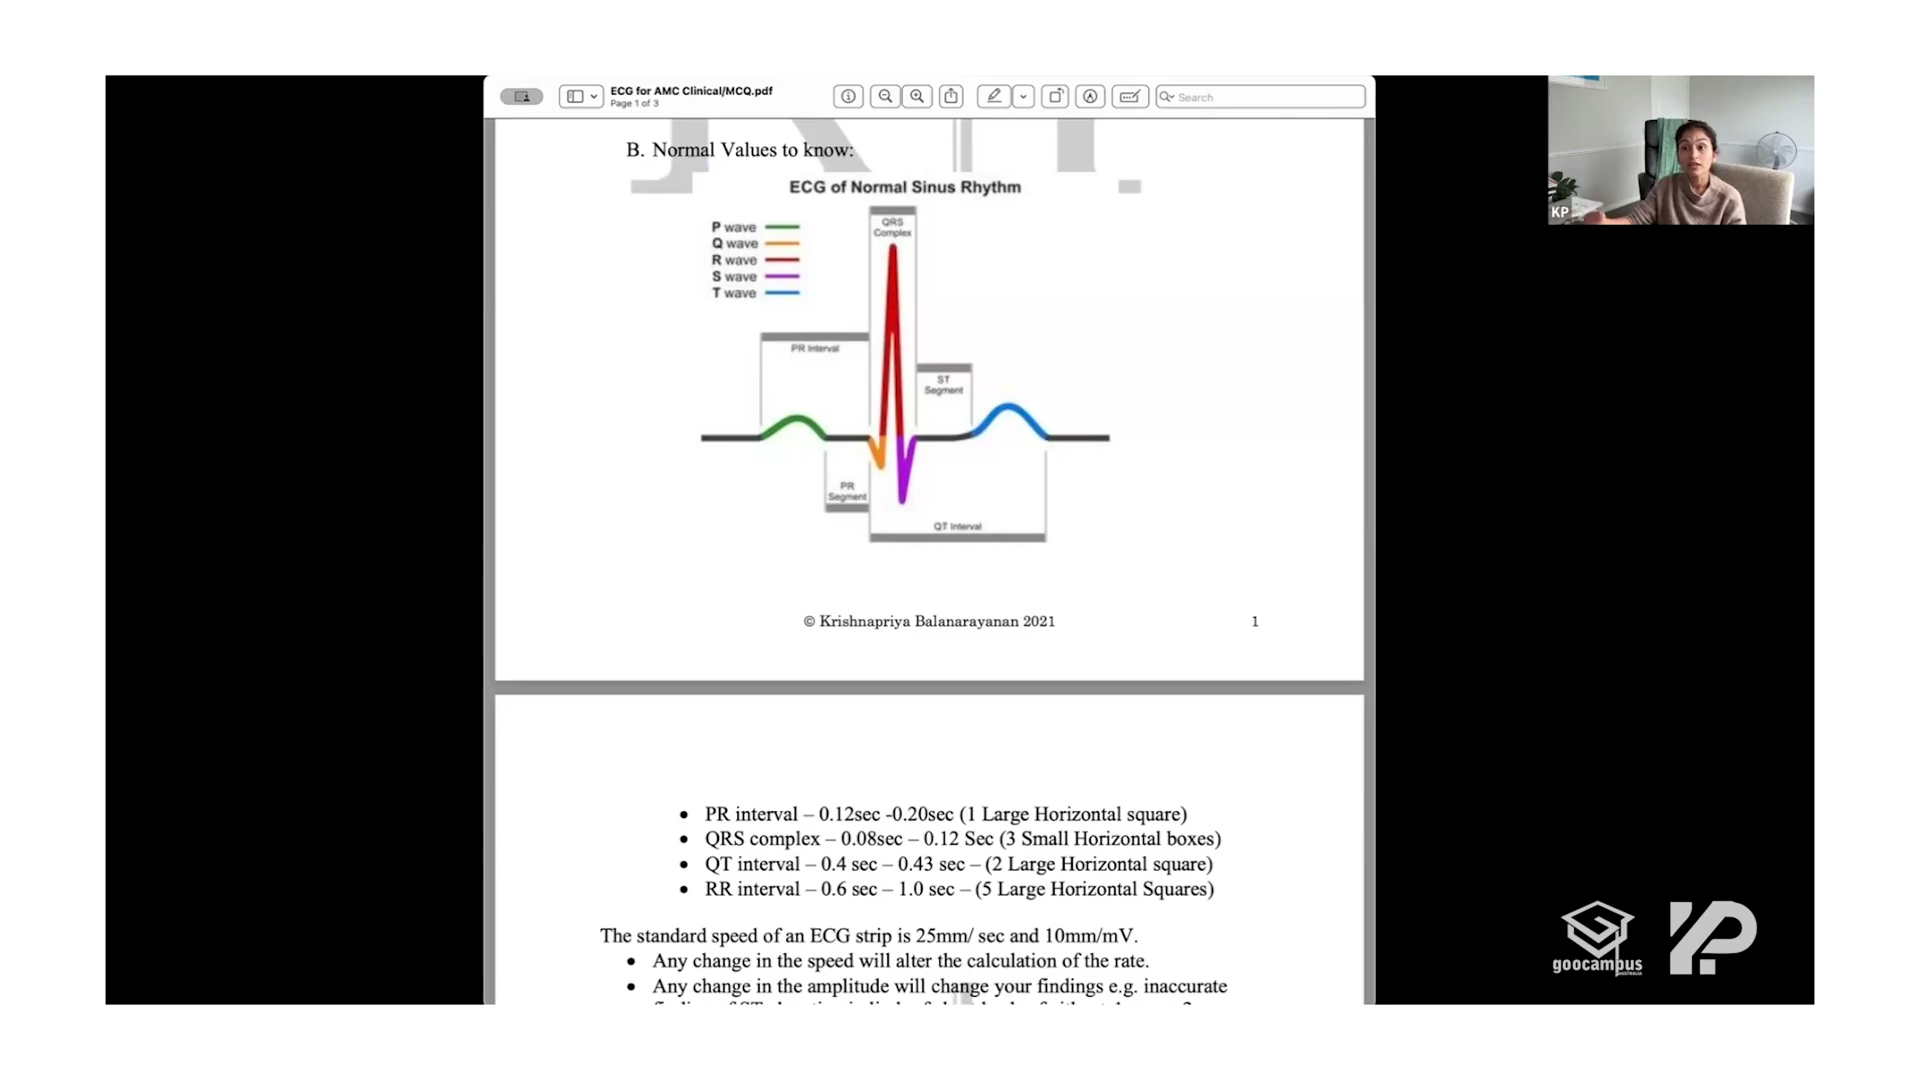 ECG for AMC Clinical/MCQ.pdf
Page 1 of 3
Search
KP
B. Normal Values to know:
ECG of Normal Sinus Rhythm
P wave
Q wave
R wave
S wave
T wave
QRS
Complex
PR Interval
ST
Segment
PR
Segment
QT Interval
© Krishnapriya Balanarayanan 2021
1
• PR interval – 0.12sec -0.20sec (1 Large Horizontal square)
• QRS complex – 0.08sec – 0.12 Sec (3 Small Horizontal boxes)
• QT interval – 0.4 sec – 0.43 sec – (2 Large Horizontal square)
• RR interval – 0.6 sec – 1.0 sec – (5 Large Horizontal Squares)
The standard speed of an ECG strip is 25mm/ sec and 10mm/mV.
• Any change in the speed will alter the calculation of the rate.
• Any change in the amplitude will change your findings e.g. inaccurate
goocampus
AUSTRALIA
KP